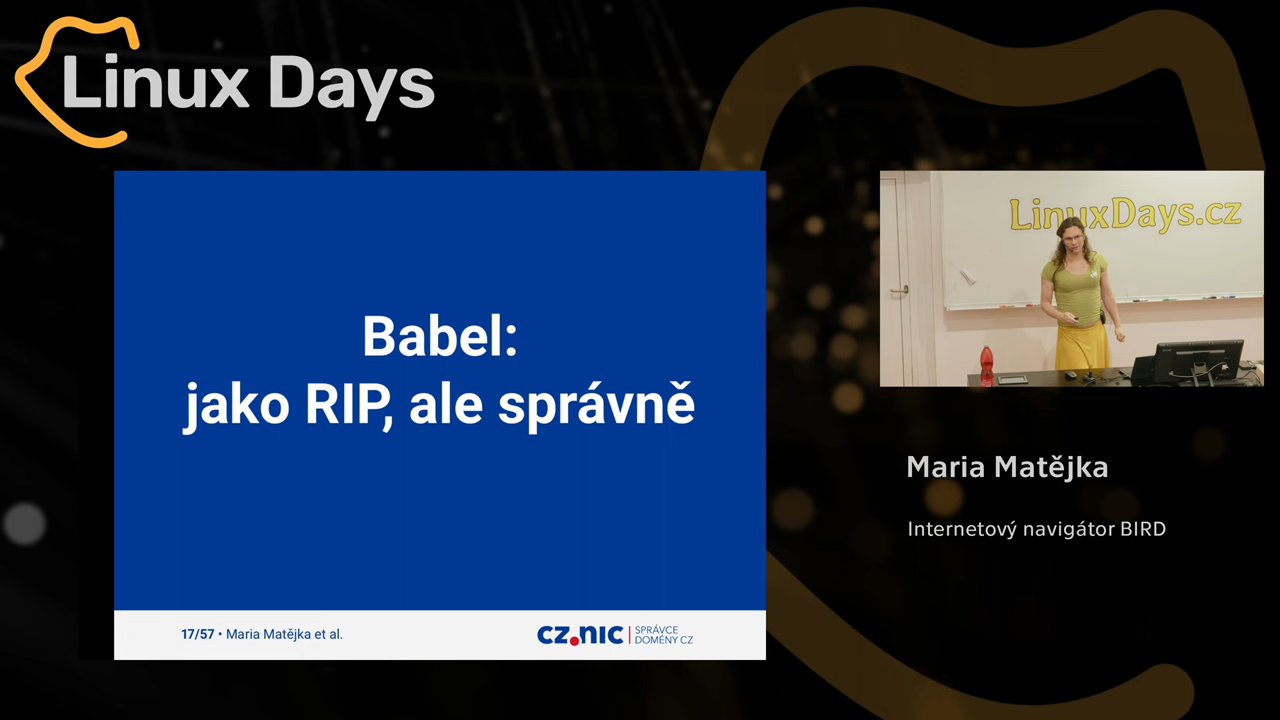 Linux Days
LinuxDays.cz
Babel:
jako RIP, ale správně
Maria Matějka
Internetový navigátor BIRD
17/57 • Maria Matějka et al.
CZ.NIC | SPRÁVCE
DOMÉNY CZ